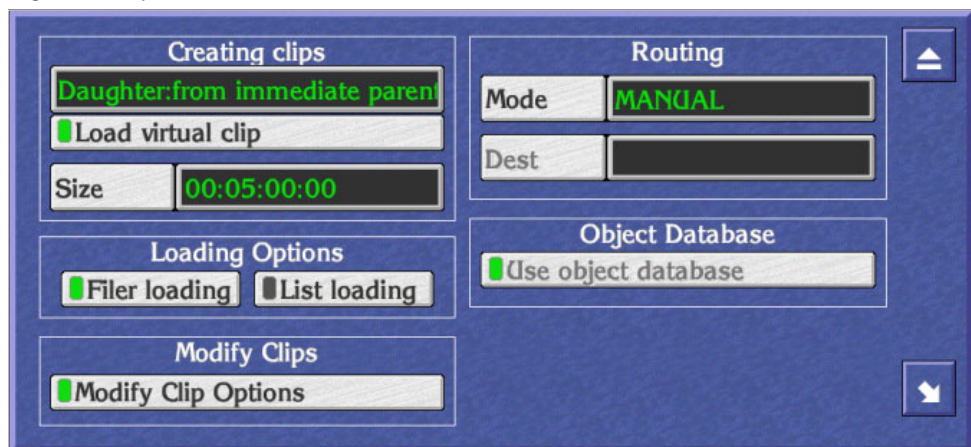 Creating clips
Daughter:from immediate parent
Load virtual clip
Size 00:05:00:00
Loading Options
Filer loading List loading
Modify Clips
Modify Clip Options
Routing
Mode MANUAL
Dest
Object Database
Use object database